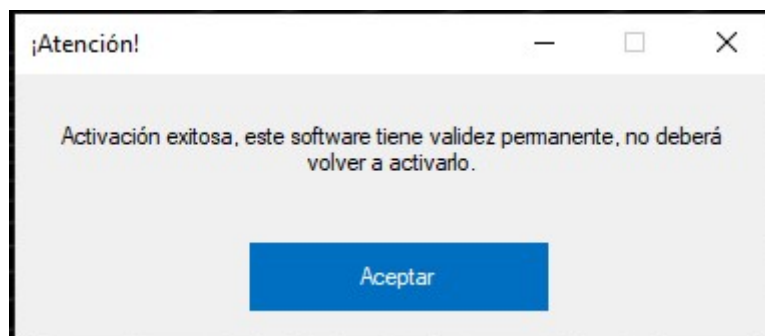 ¡Atención!
Activación exitosa, este software tiene validez permanente, no deberá
volver a activarlo.
Aceptar